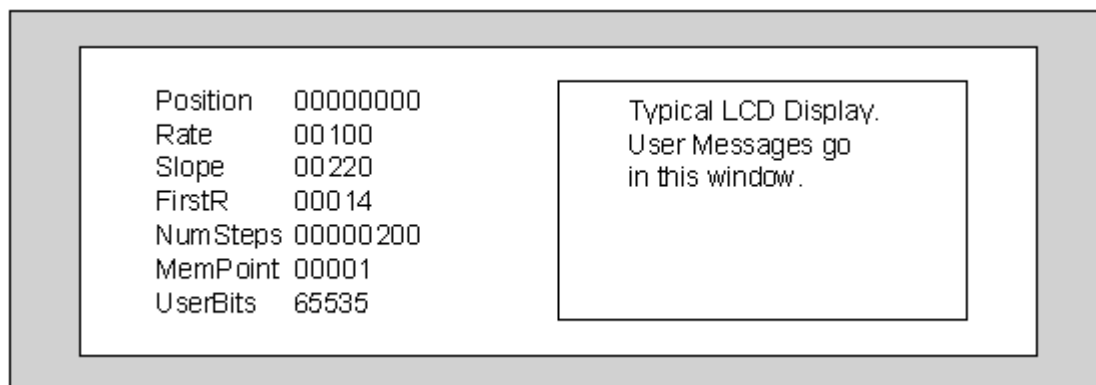 Position 00000000
Rate 00100
Slope 00220
FirstR 00014
NumSteps 00000200
MemPoint 00001
UserBits 65535
Typical LCD Display.
User Messages go
in this window.